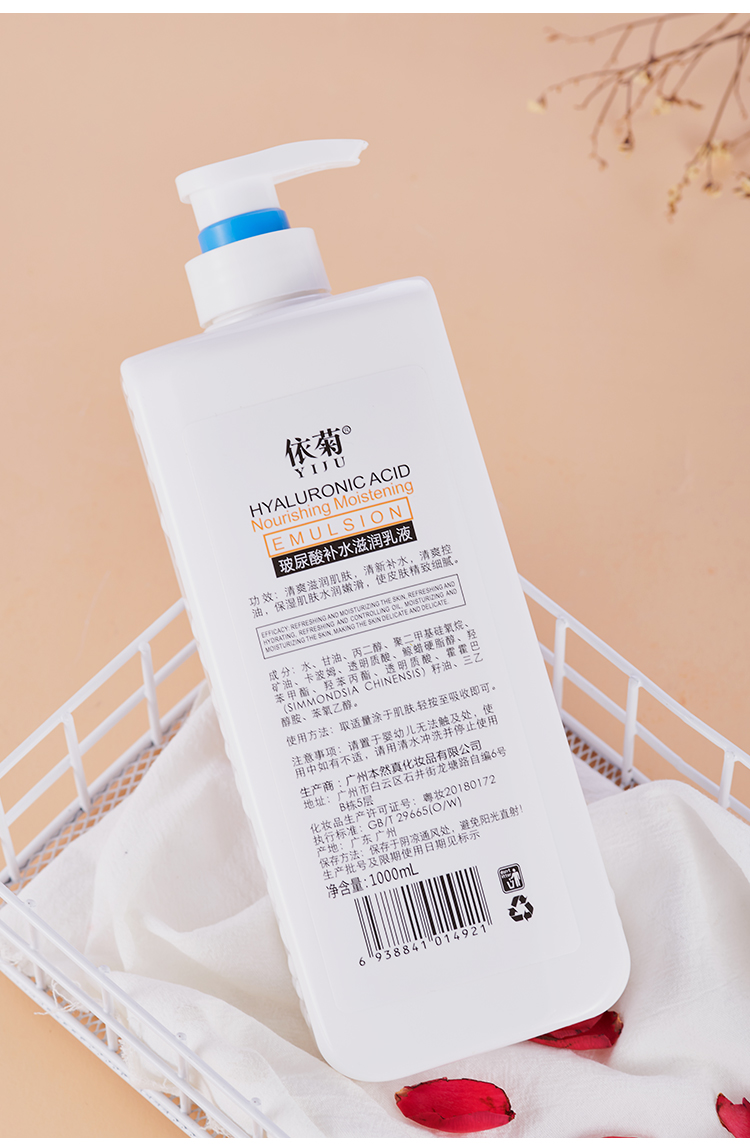 依菊®
YIJU
HYALURONIC ACID
Nourishing Moistening
EMULSION
玻尿酸补水滋润乳液
功效：清爽滋润肌肤，清新补水，清爽控
油，保湿肌肤水润嫩滑，使皮肤精致细腻。
EFFICACY: REFRESHING AND MOISTURIZING THE SKIN, REFRESHING AND
HYDRATING, REFRESHING AND CONTROLLING OIL, MOISTURIZING AND
MOISTURIZING THE SKIN, MAKING THE SKIN DELICATE AND DELICATE.
成分：水、甘油、丙二醇、聚二甲基硅氧烷、
矿油、卡波姆、透明质酸、鲸蜡硬脂醇、羟
苯甲酯、羟苯丙酯、透明质酸、霍霍巴
(SIMMONDSIA CHINENSIS) 籽油、三乙
醇胺、苯氧乙醇。
使用方法：取适量涂于肌肤·轻按至吸收即可。
注意事项：请置于婴幼儿无法触及处，使
用中如有不适，请用清水冲洗并停止使用
生产商：广州本然真化妆品有限公司
地址：广州市白云区石井街龙塘路自编6号
B栋5层
化妆品生产许可证号：粤妆20180172
执行标准：GB/T 29665(O/W)
产地：广东 广州
保存方法：保存于阴凉通风处，避免阳光直射!
生产批号及限期使用日期见标示
净含量:1000mL
6 938841 014921